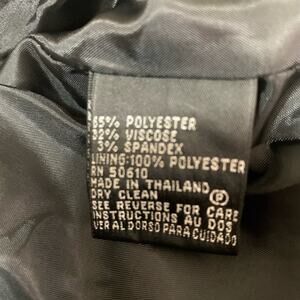 65% POLYESTER
32% VISCOSE
3% SPANDEX
LINING:100% POLYESTER
RN 50610
MADE IN THAILAND
DRY CLEAN P
SEE REVERSE FOR CARE
INSTRUCTIONS AU DOS
VER AL DORSO PARA CUIDADO